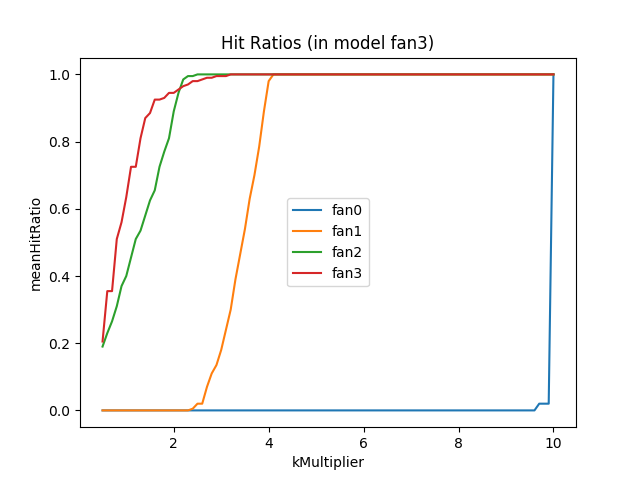 Hit Ratios (in model fan3)
meanHitRatio
1.0
0.8
0.6
0.4
0.2
0.0
fan0
fan1
fan2
fan3
2 4 6 8 10
kMultiplier